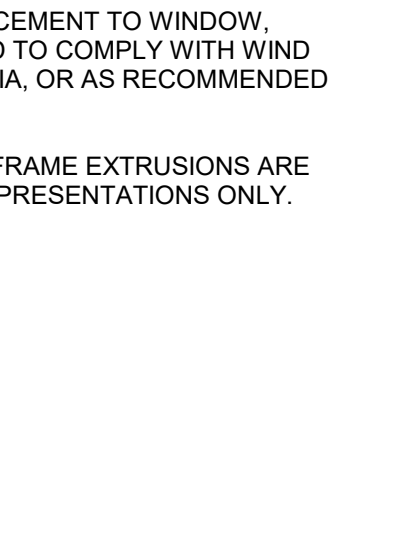 CEMENT TO WINDOW,
TO COMPLY WITH WIND
IA, OR AS RECOMMENDED
FRAME EXTRUSIONS ARE
PRESENTATIONS ONLY.